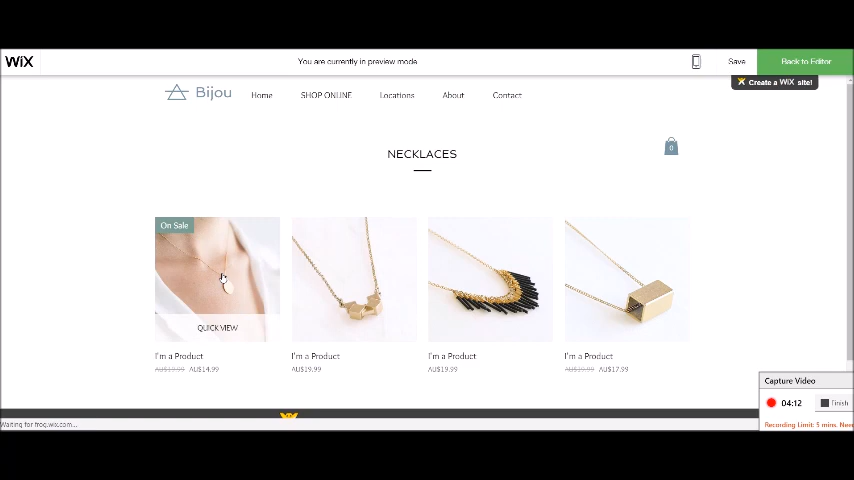 WiX
You are currently in preview mode
Save
Back to Editor
Create a WiX site!
Bijou
Home
SHOP ONLINE
Locations
About
Contact
0
NECKLACES
On Sale
QUICK VIEW
I'm a Product
AU$19.99 AU$14.99
I'm a Product
AU$19.99
I'm a Product
AU$19.99
I'm a Product
AU$17.99
Capture Video
04:12
Finish
Recording Limit: 5 mins. Nee
Waiting for frog.wix.com...